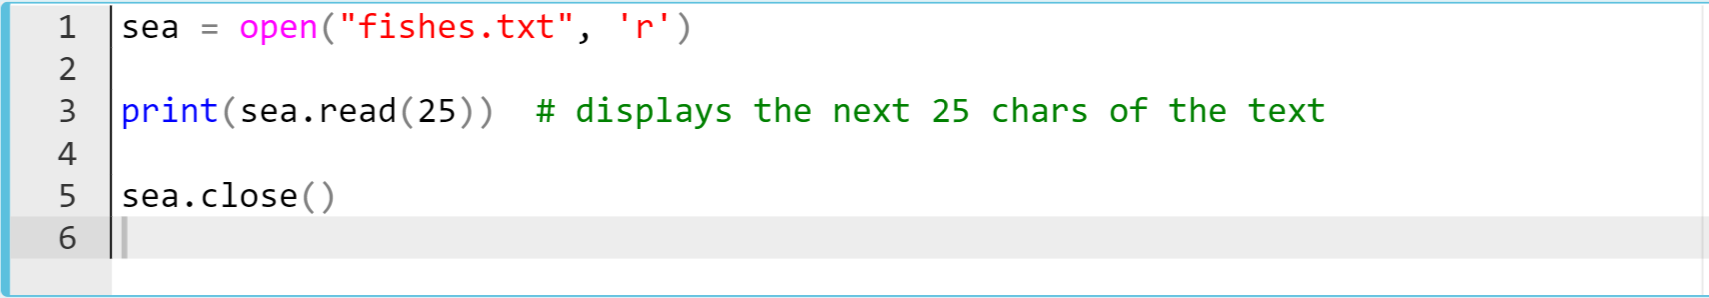 1 sea = open("fishes.txt", 'r')
2
3 print(sea.read(25))  # displays the next 25 chars of the text
4
5 sea.close()
6